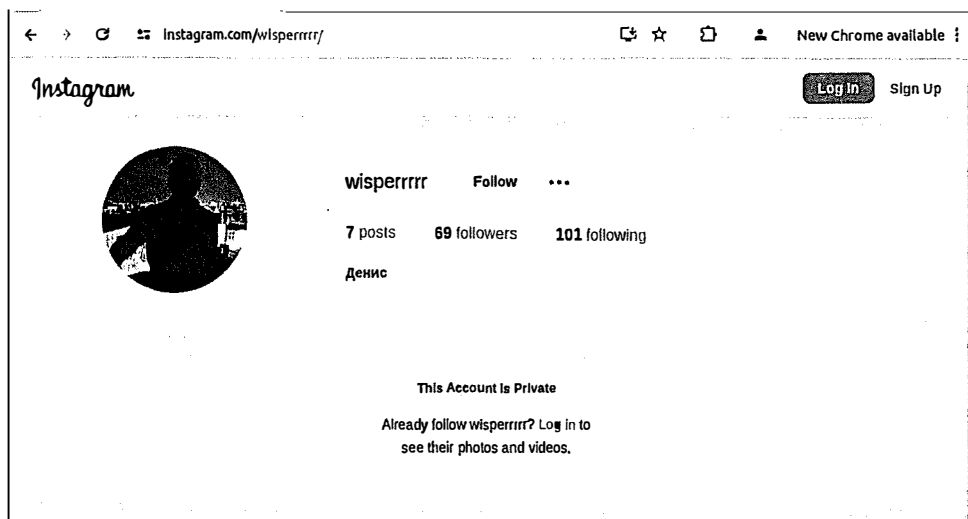 instagram.com/wisperrrrr/ New Chrome available
Instagram Log In Sign Up
wisperrrrr Follow
7 posts 69 followers 101 following
Денис
This Account is Private
Already follow wisperrrrr? Log in to
see their photos and videos.